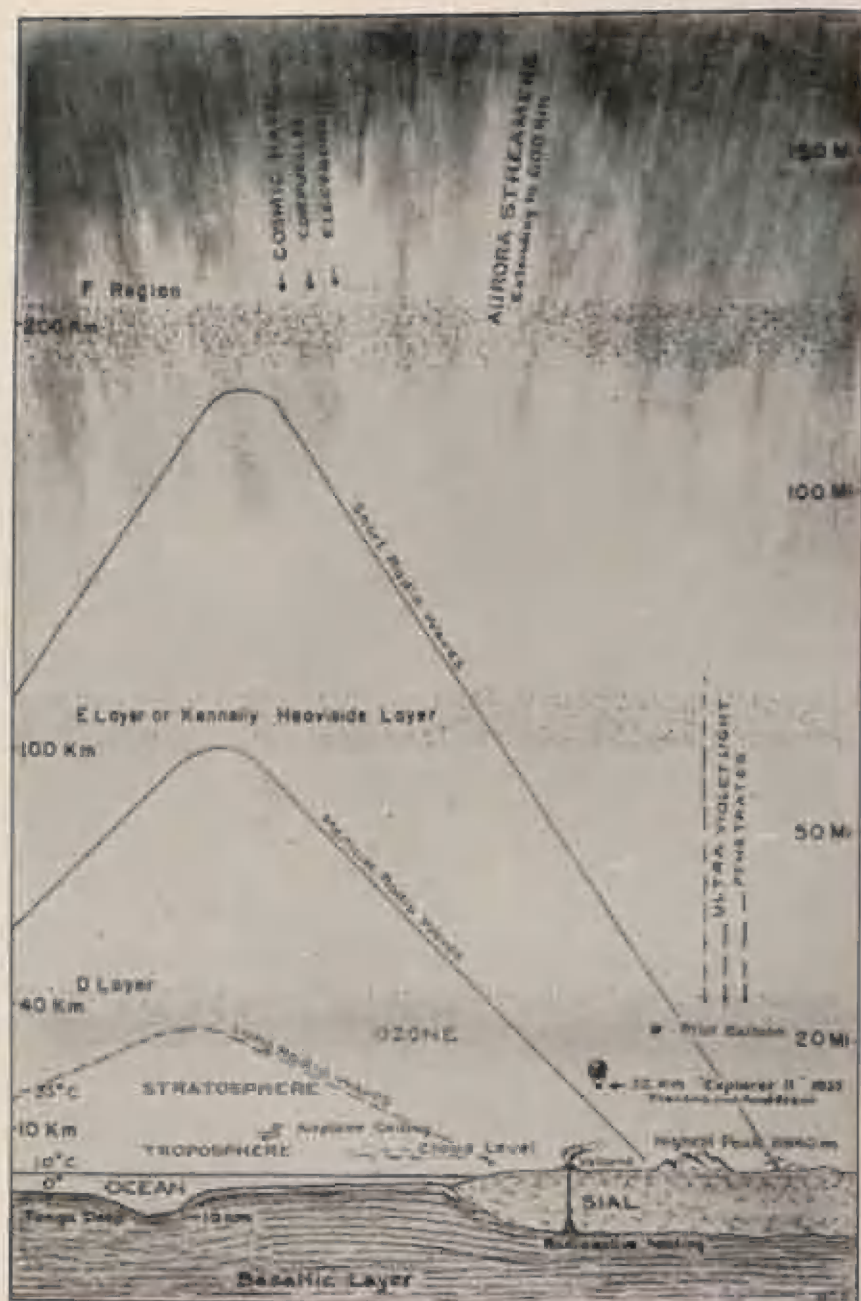 COSMIC RAYS
CORPUSCLES
ELECTRONS
AURORA STREAMERS
Extending to 600 Km
150 Mi
F Region
200 Km
100 Mi
Short Radio Waves
E Layer or Kennally Heaviside Layer
100 Km
ULTRA VIOLET LIGHT
PENETRATES
50 Mi
Medium Radio Waves
D Layer
40 Km
OZONE
Pilot Balloon
20 Mi
Long Radio Waves
-55°C
STRATOSPHERE
22 Km "Explorer II" 1935
10 Km
Airplane Ceiling
TROPOSPHERE
Cloud Level
Highest Peak
10°C
0°
OCEAN
SIAL
Tonga Deep
-10 Km
Radioactive heating
Basaltic Layer